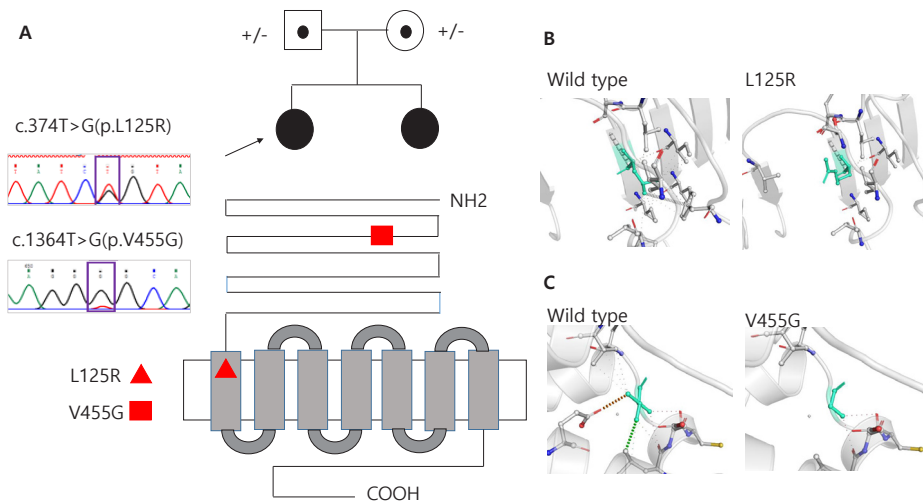 A
+/-
+/-
c.374T>G(p.L125R)
c.1364T>G(p.V455G)
NH2
L125R
V455G
COOH
B
Wild type
L125R
C
Wild type
V455G